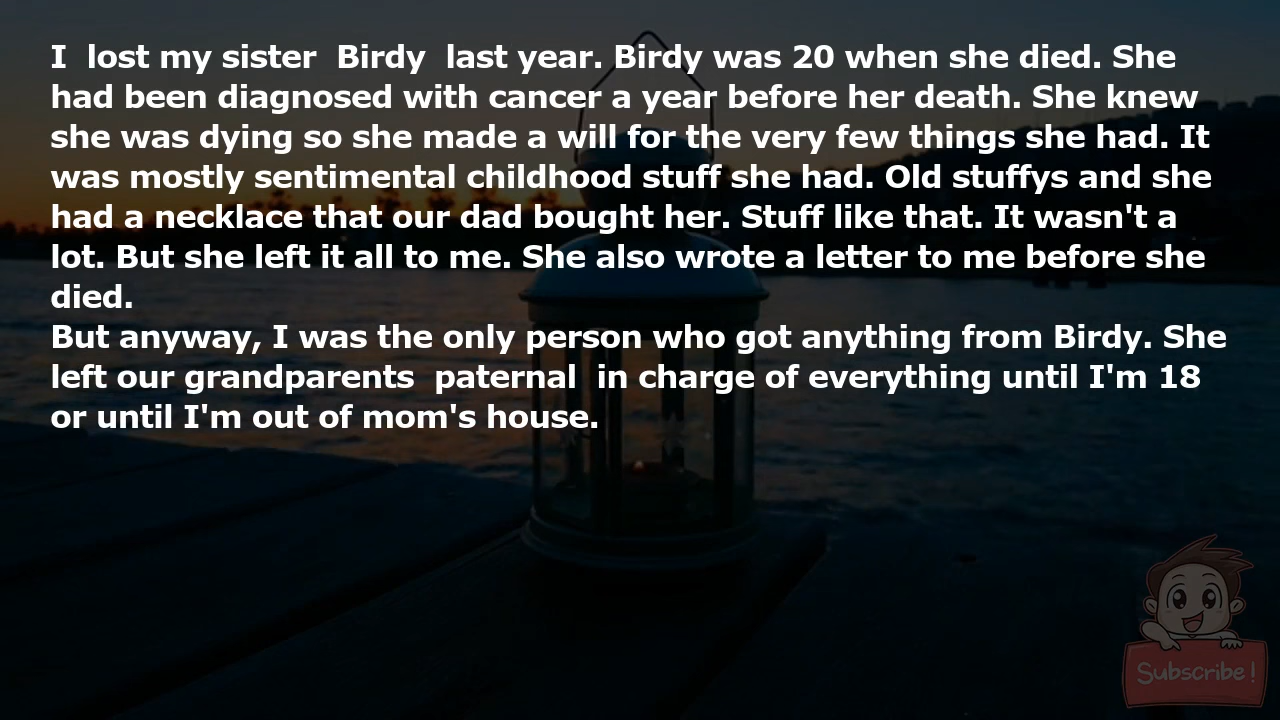 I  lost my sister  Birdy  last year. Birdy was 20 when she died. She
had been diagnosed with cancer a year before her death. She knew
she was dying so she made a will for the very few things she had. It
was mostly sentimental childhood stuff she had. Old stuffys and she
had a necklace that our dad bought her. Stuff like that. It wasn't a
lot. But she left it all to me. She also wrote a letter to me before she
died.
But anyway, I was the only person who got anything from Birdy. She
left our grandparents  paternal  in charge of everything until I'm 18
or until I'm out of mom's house.
Subscribe!